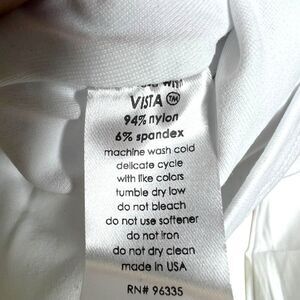 VISTA™
94% nylon
6% spandex
machine wash cold
delicate cycle
with like colors
tumble dry low
do not bleach
do not use softener
do not iron
do not dry clean
made in USA
RN# 96335